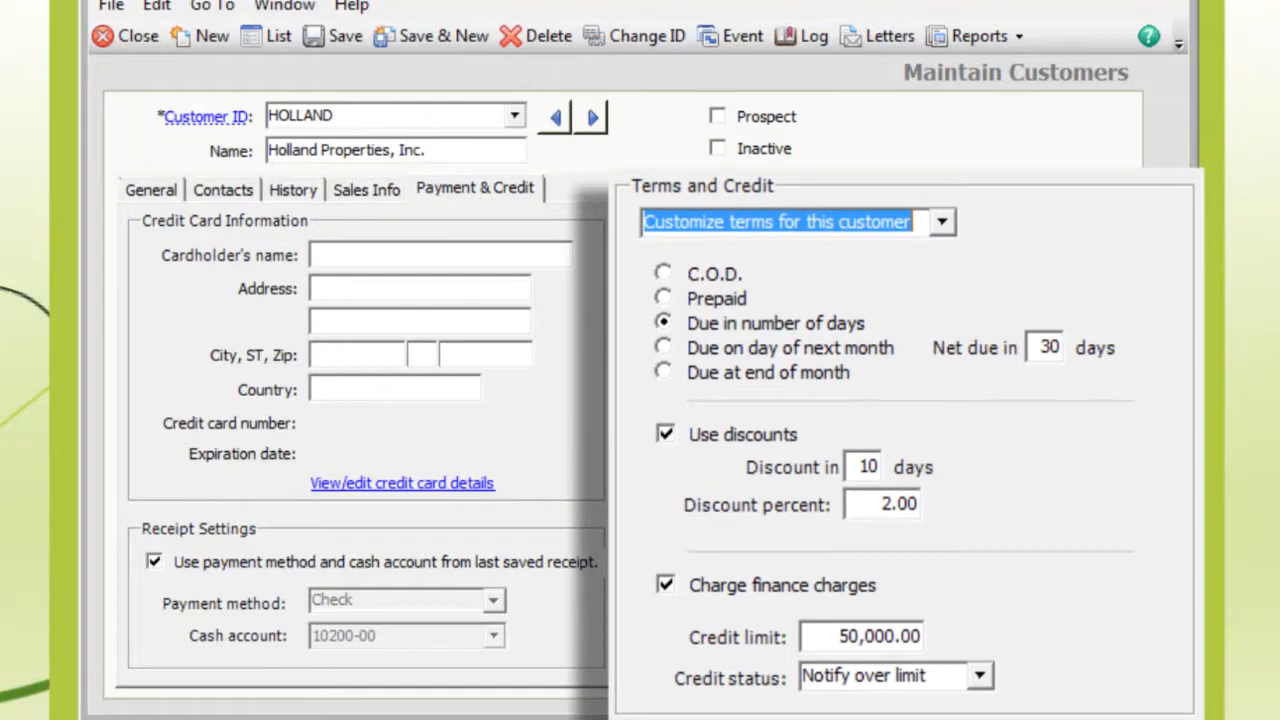 File Edit Go To Window Help
Close New List Save Save & New Delete Change ID Event Log Letters Reports ?
Maintain Customers
*Customer ID: HOLLAND
Prospect
Name: Holland Properties, Inc.
Inactive
General Contacts History Sales Info Payment & Credit
Credit Card Information
Cardholder's name:
Address:
City, ST, Zip:
Country:
Credit card number:
Expiration date:
View/edit credit card details
Receipt Settings
Use payment method and cash account from last saved receipt.
Payment method: Check
Cash account: 10200-00
Terms and Credit
Customize terms for this customer
C.O.D.
Prepaid
Due in number of days
Due on day of next month Net due in 30 days
Due at end of month
Use discounts
Discount in 10 days
Discount percent: 2.00
Charge finance charges
Credit limit: 50,000.00
Credit status: Notify over limit